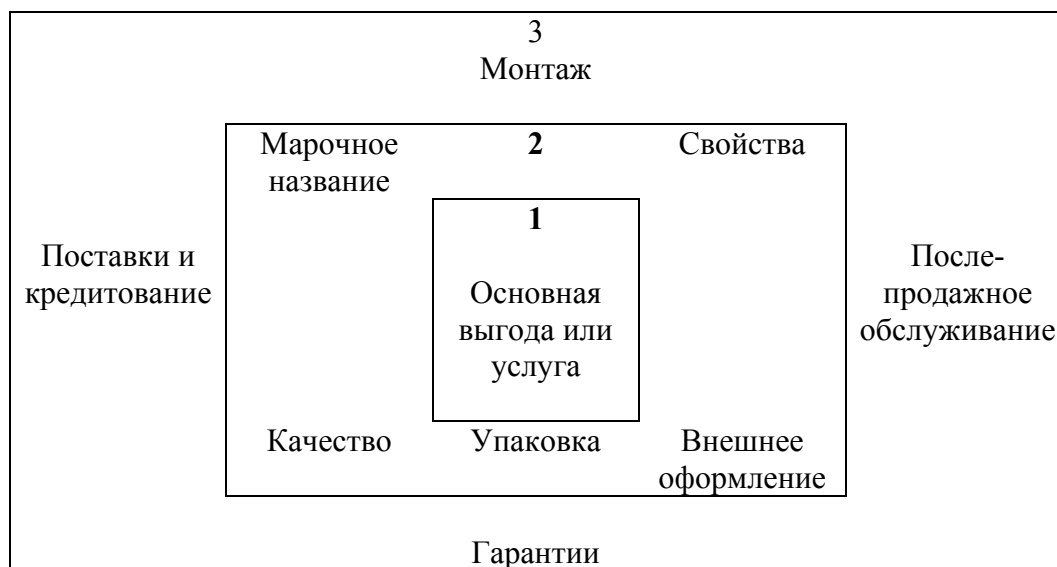 3
Монтаж
Марочное
название
2
Свойства
1
Поставки и
кредитование
Основная
выгода или
услуга
После-
продажное
обслуживание
Качество
Упаковка
Внешнее
оформление
Гарантии